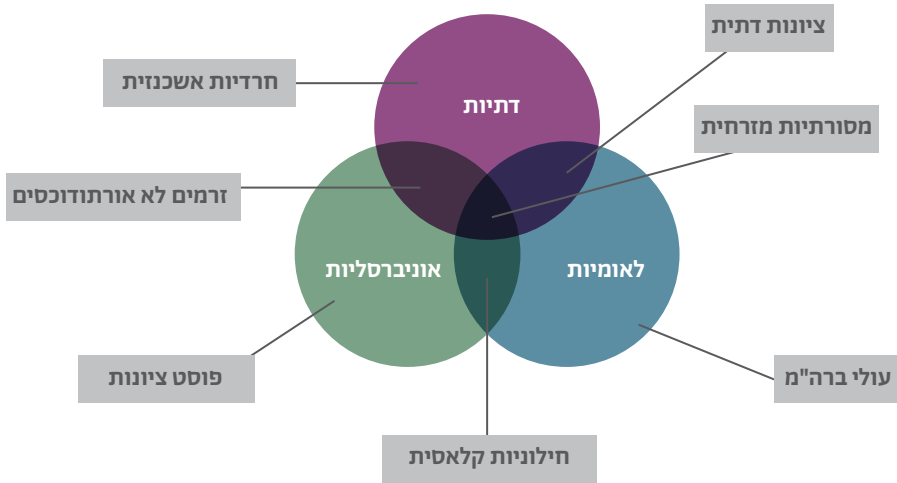 ציונות דתית
חרדיות אשכנזית
דתיות
מסורתיות מזרחית
זרמים לא אורתודוכסים
לאומיות
אוניברסליות
פוסט ציונות
עולי ברה"מ
חילוניות קלאסית